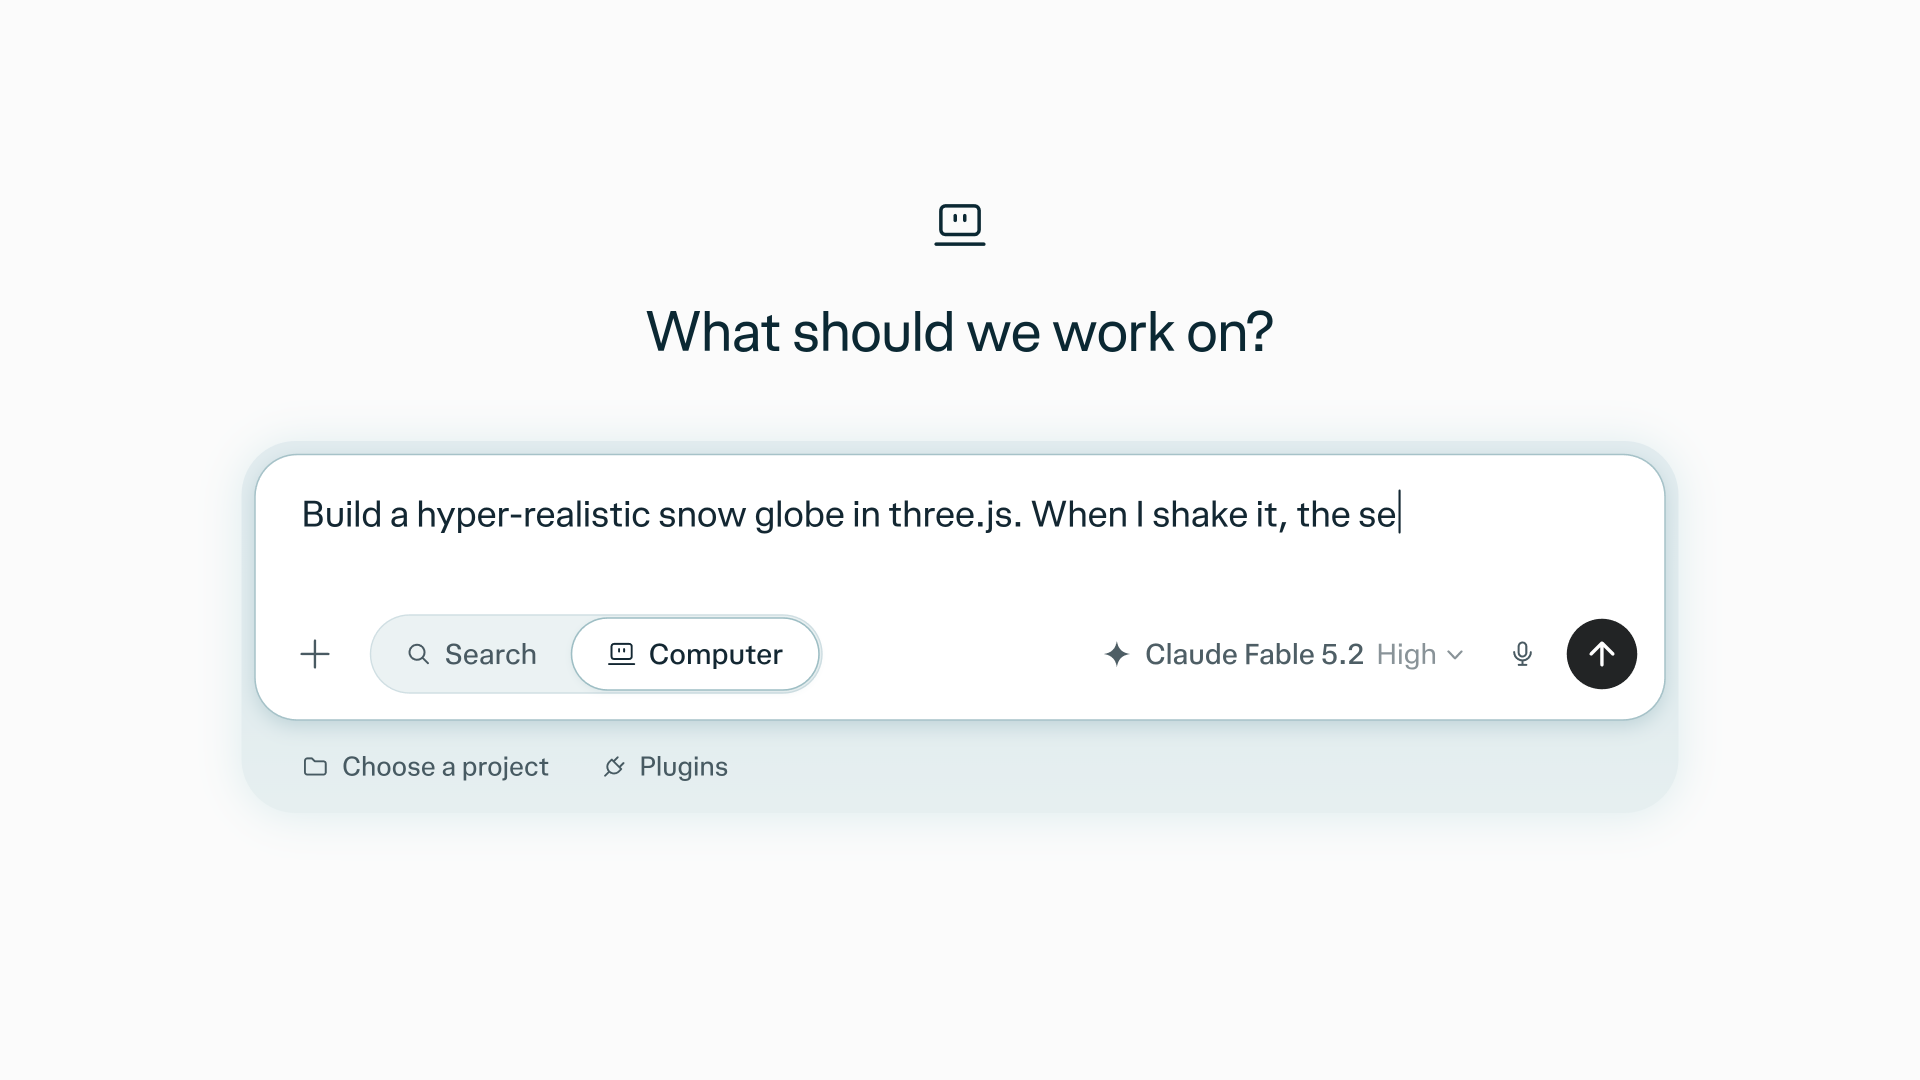 What should we work on?
Build a hyper-realistic snow globe in three.js. When I shake it, the se
Search
Computer
Claude Fable 5.2 High
Choose a project
Plugins